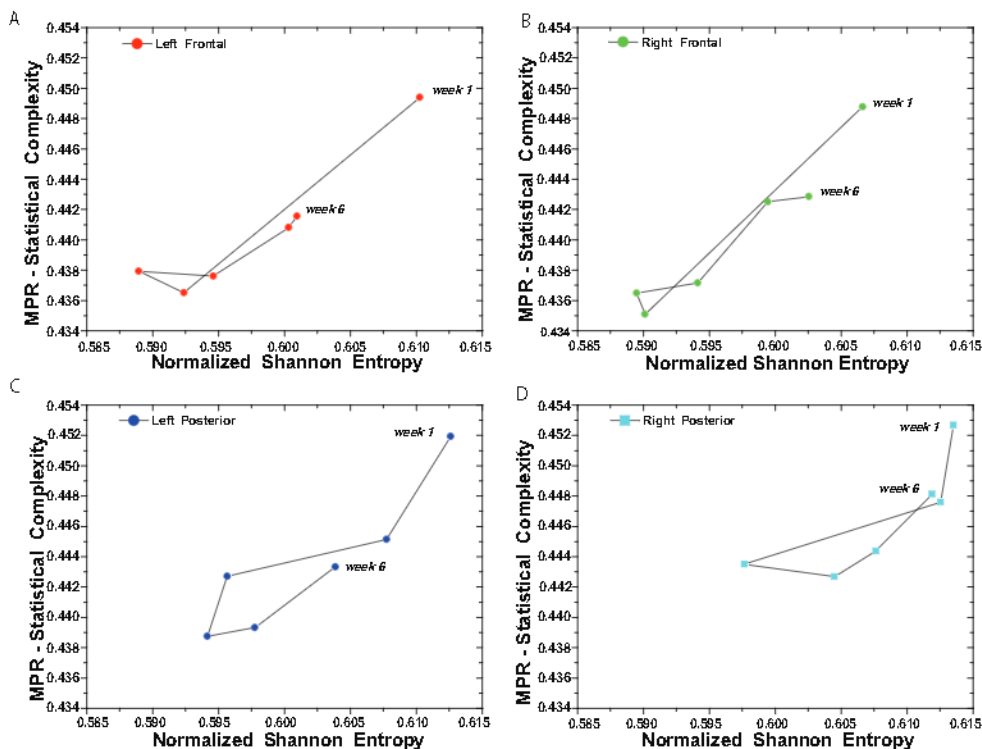 A
Left Frontal
week 1
week 6
0.454
0.452
0.450
0.448
0.446
0.444
0.442
0.440
0.438
0.436
0.434
MPR - Statistical Complexity
0.585 0.590 0.595 0.600 0.605 0.610 0.615
Normalized Shannon Entropy
B
Right Frontal
week 1
week 6
0.454
0.452
0.450
0.448
0.446
0.444
0.442
0.440
0.438
0.436
0.434
MPR - Statistical Complexity
0.585 0.590 0.595 0.600 0.605 0.610 0.615
Normalized Shannon Entropy
C
Left Posterior
week 1
week 6
0.454
0.452
0.450
0.448
0.446
0.444
0.442
0.440
0.438
0.436
0.434
MPR - Statistical Complexity
0.585 0.590 0.595 0.600 0.605 0.610 0.615
Normalized Shannon Entropy
D
Right Posterior
week 1
week 6
0.454
0.452
0.450
0.448
0.446
0.444
0.442
0.440
0.438
0.436
0.434
MPR - Statistical Complexity
0.585 0.590 0.595 0.600 0.605 0.610 0.615
Normalized Shannon Entropy